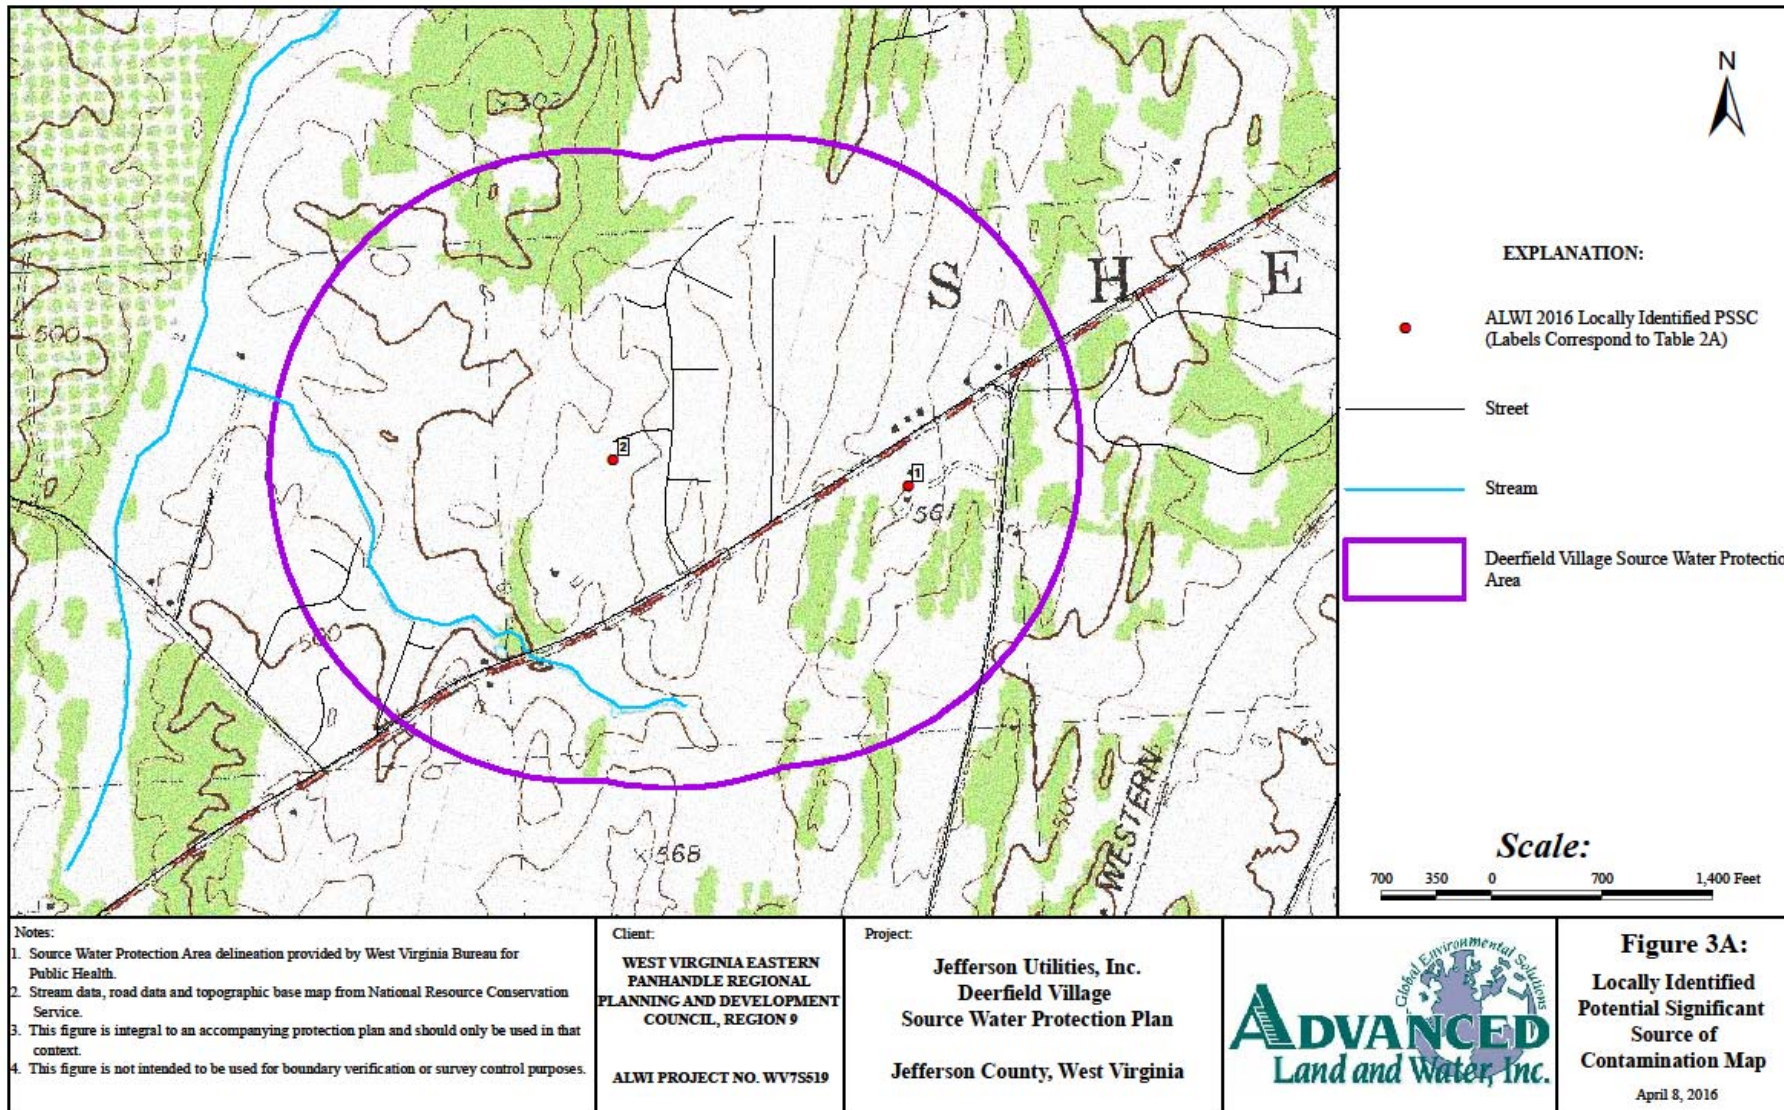 502
S H E
500
2
1
561
500
500
WESTERN
×568
N
EXPLANATION:
ALWI 2016 Locally Identified PSSC
(Labels Correspond to Table 2A)
Street
Stream
Deerfield Village Source Water Protectio
Area
Scale:
700 350 0 700 1,400 Feet
Notes:
1. Source Water Protection Area delineation provided by West Virginia Bureau for
Public Health.
2. Stream data, road data and topographic base map from National Resource Conservation
Service.
3. This figure is integral to an accompanying protection plan and should only be used in that
context.
4. This figure is not intended to be used for boundary verification or survey control purposes.
Client:
WEST VIRGINIA EASTERN
PANHANDLE REGIONAL
PLANNING AND DEVELOPMENT
COUNCIL, REGION 9
ALWI PROJECT NO. WV7S519
Project:
Jefferson Utilities, Inc.
Deerfield Village
Source Water Protection Plan
Jefferson County, West Virginia
Global Environmental Solutions
ADVANCED
Land and Water, Inc.
Figure 3A:
Locally Identified
Potential Significant
Source of
Contamination Map
April 8, 2016